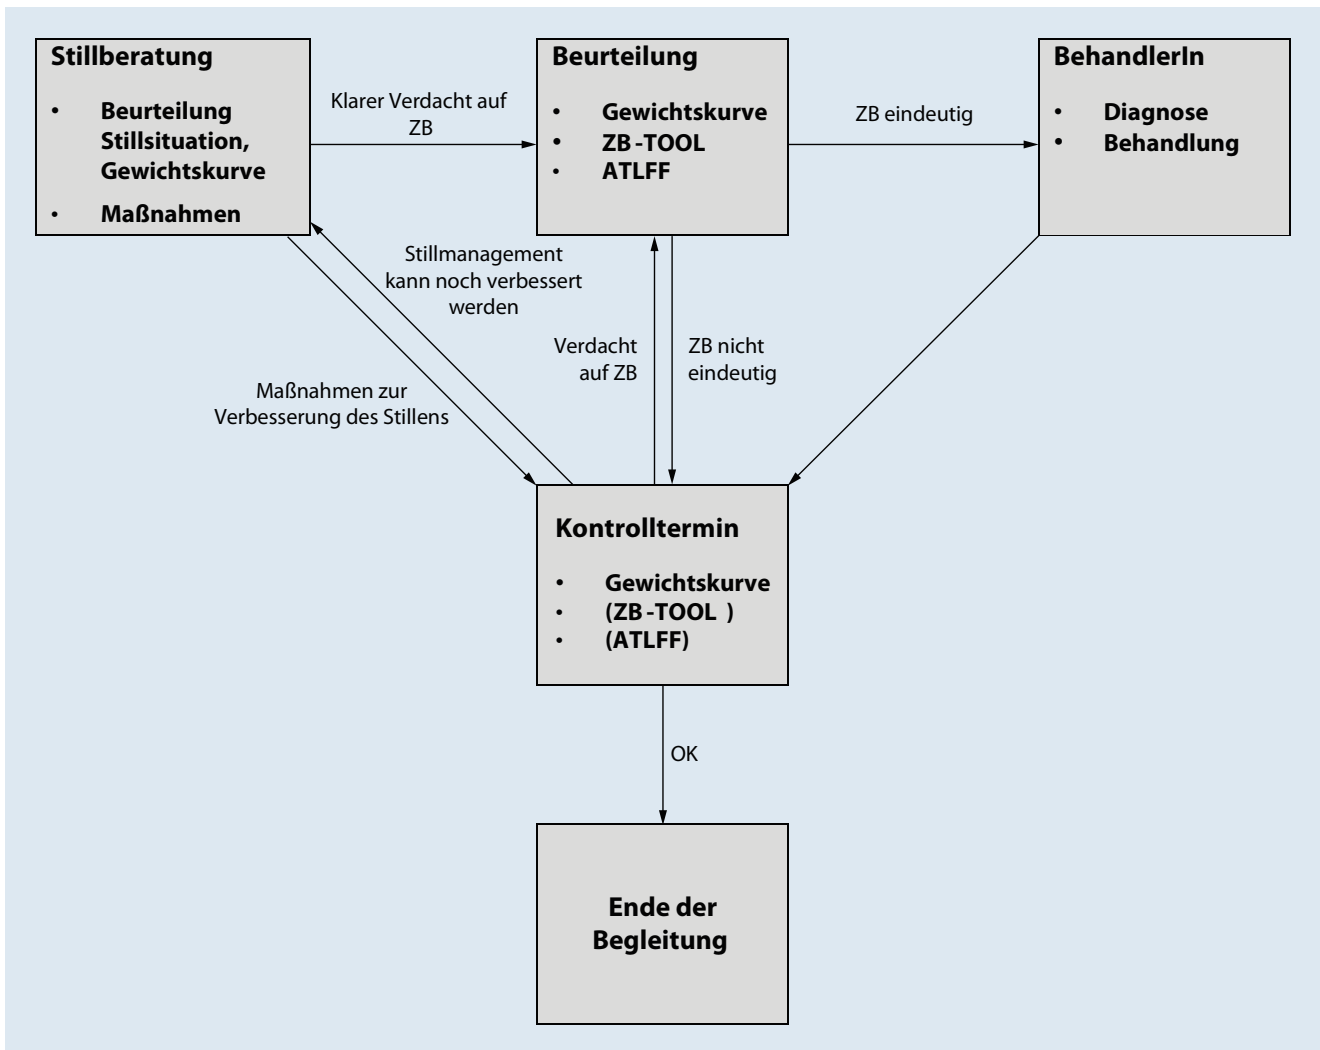 Stillberatung
• Beurteilung
Stillsituation,
Gewichtskurve
• Maßnahmen
Klarer Verdacht auf
ZB
Beurteilung
• Gewichtskurve
• ZB-TOOL
• ATLFF
ZB eindeutig
BehandlerIn
• Diagnose
• Behandlung
Stillmanagement
kann noch verbessert
werden
Verdacht
auf ZB
ZB nicht
eindeutig
Maßnahmen zur
Verbesserung des Stillens
Kontrolltermin
• Gewichtskurve
• (ZB-TOOL )
• (ATLFF)
OK
Ende der
Begleitung